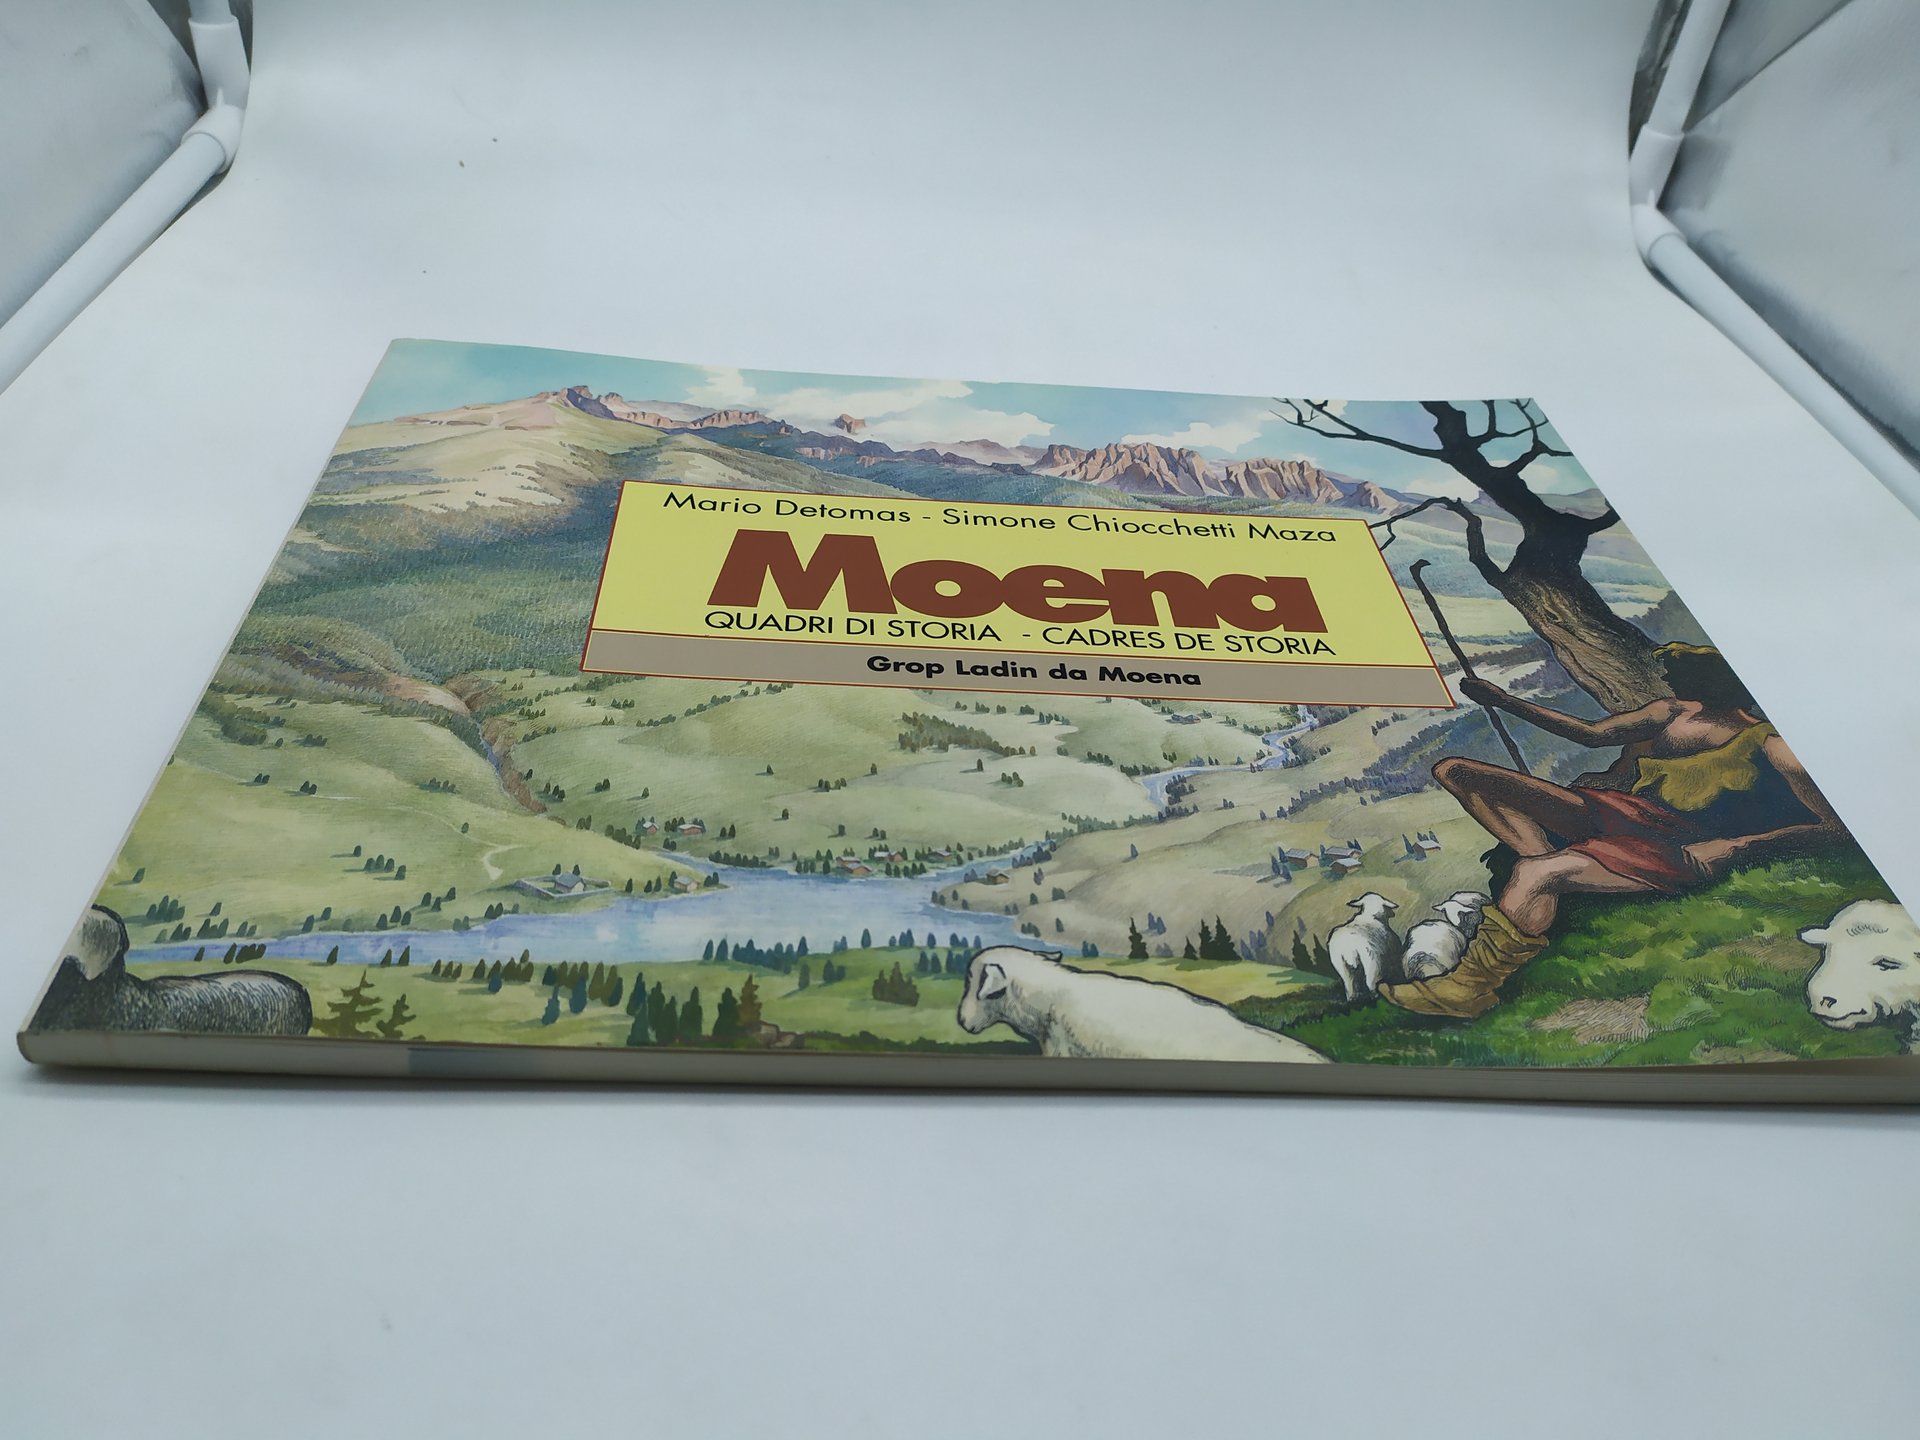 Mario Detomas - Simone Chiocchetti Maza
Moena
QUADRI DI STORIA - CADRES DE STORIA
Grop Ladin da Moena